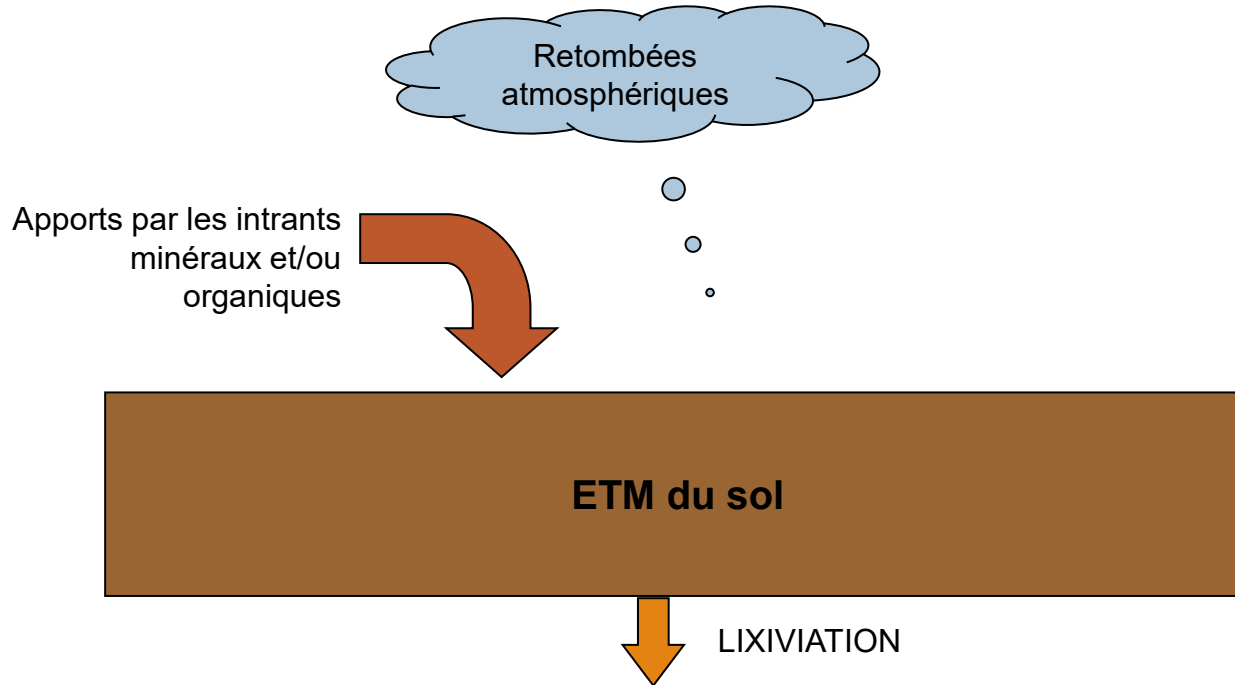 Retombées
atmosphériques
Apports par les intrants
minéraux et/ou
organiques
ETM du sol
LIXIVIATION